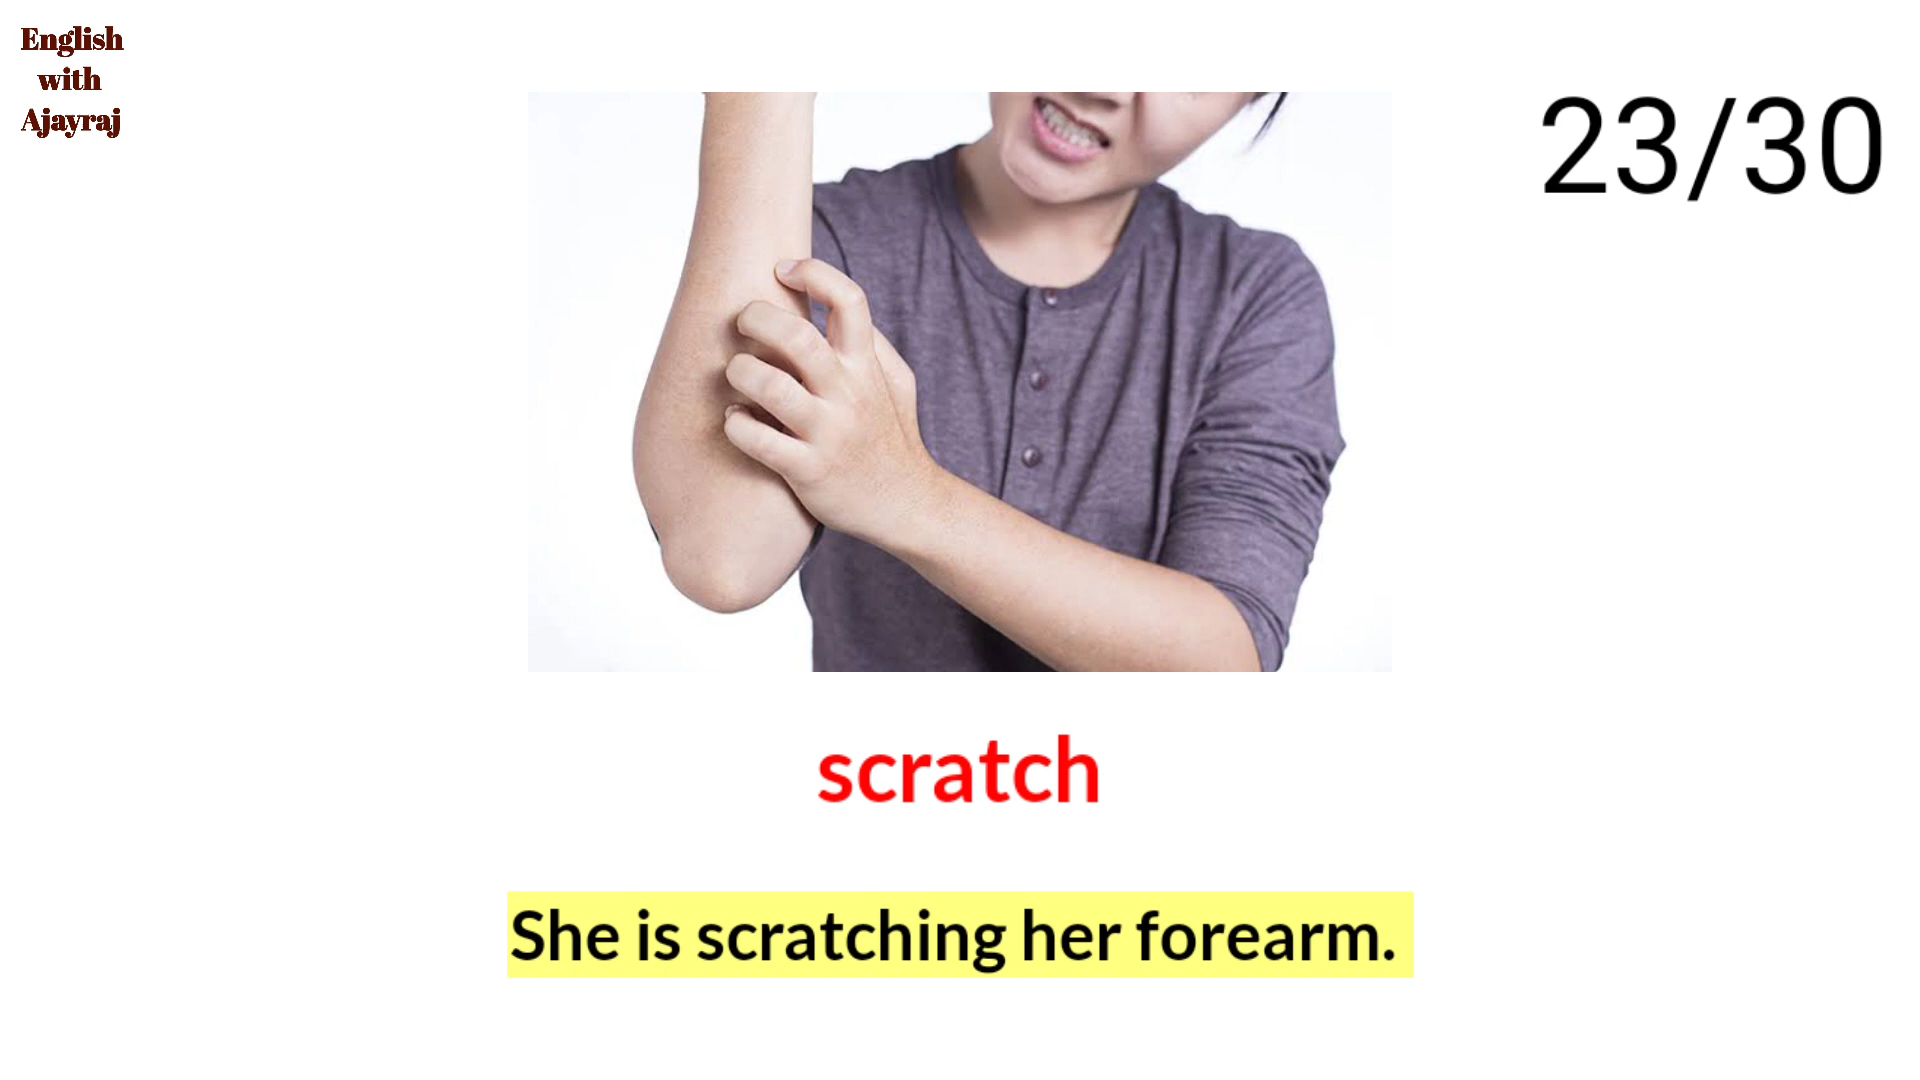 English
with
Ajayraj
23/30
scratch
She is scratching her forearm.